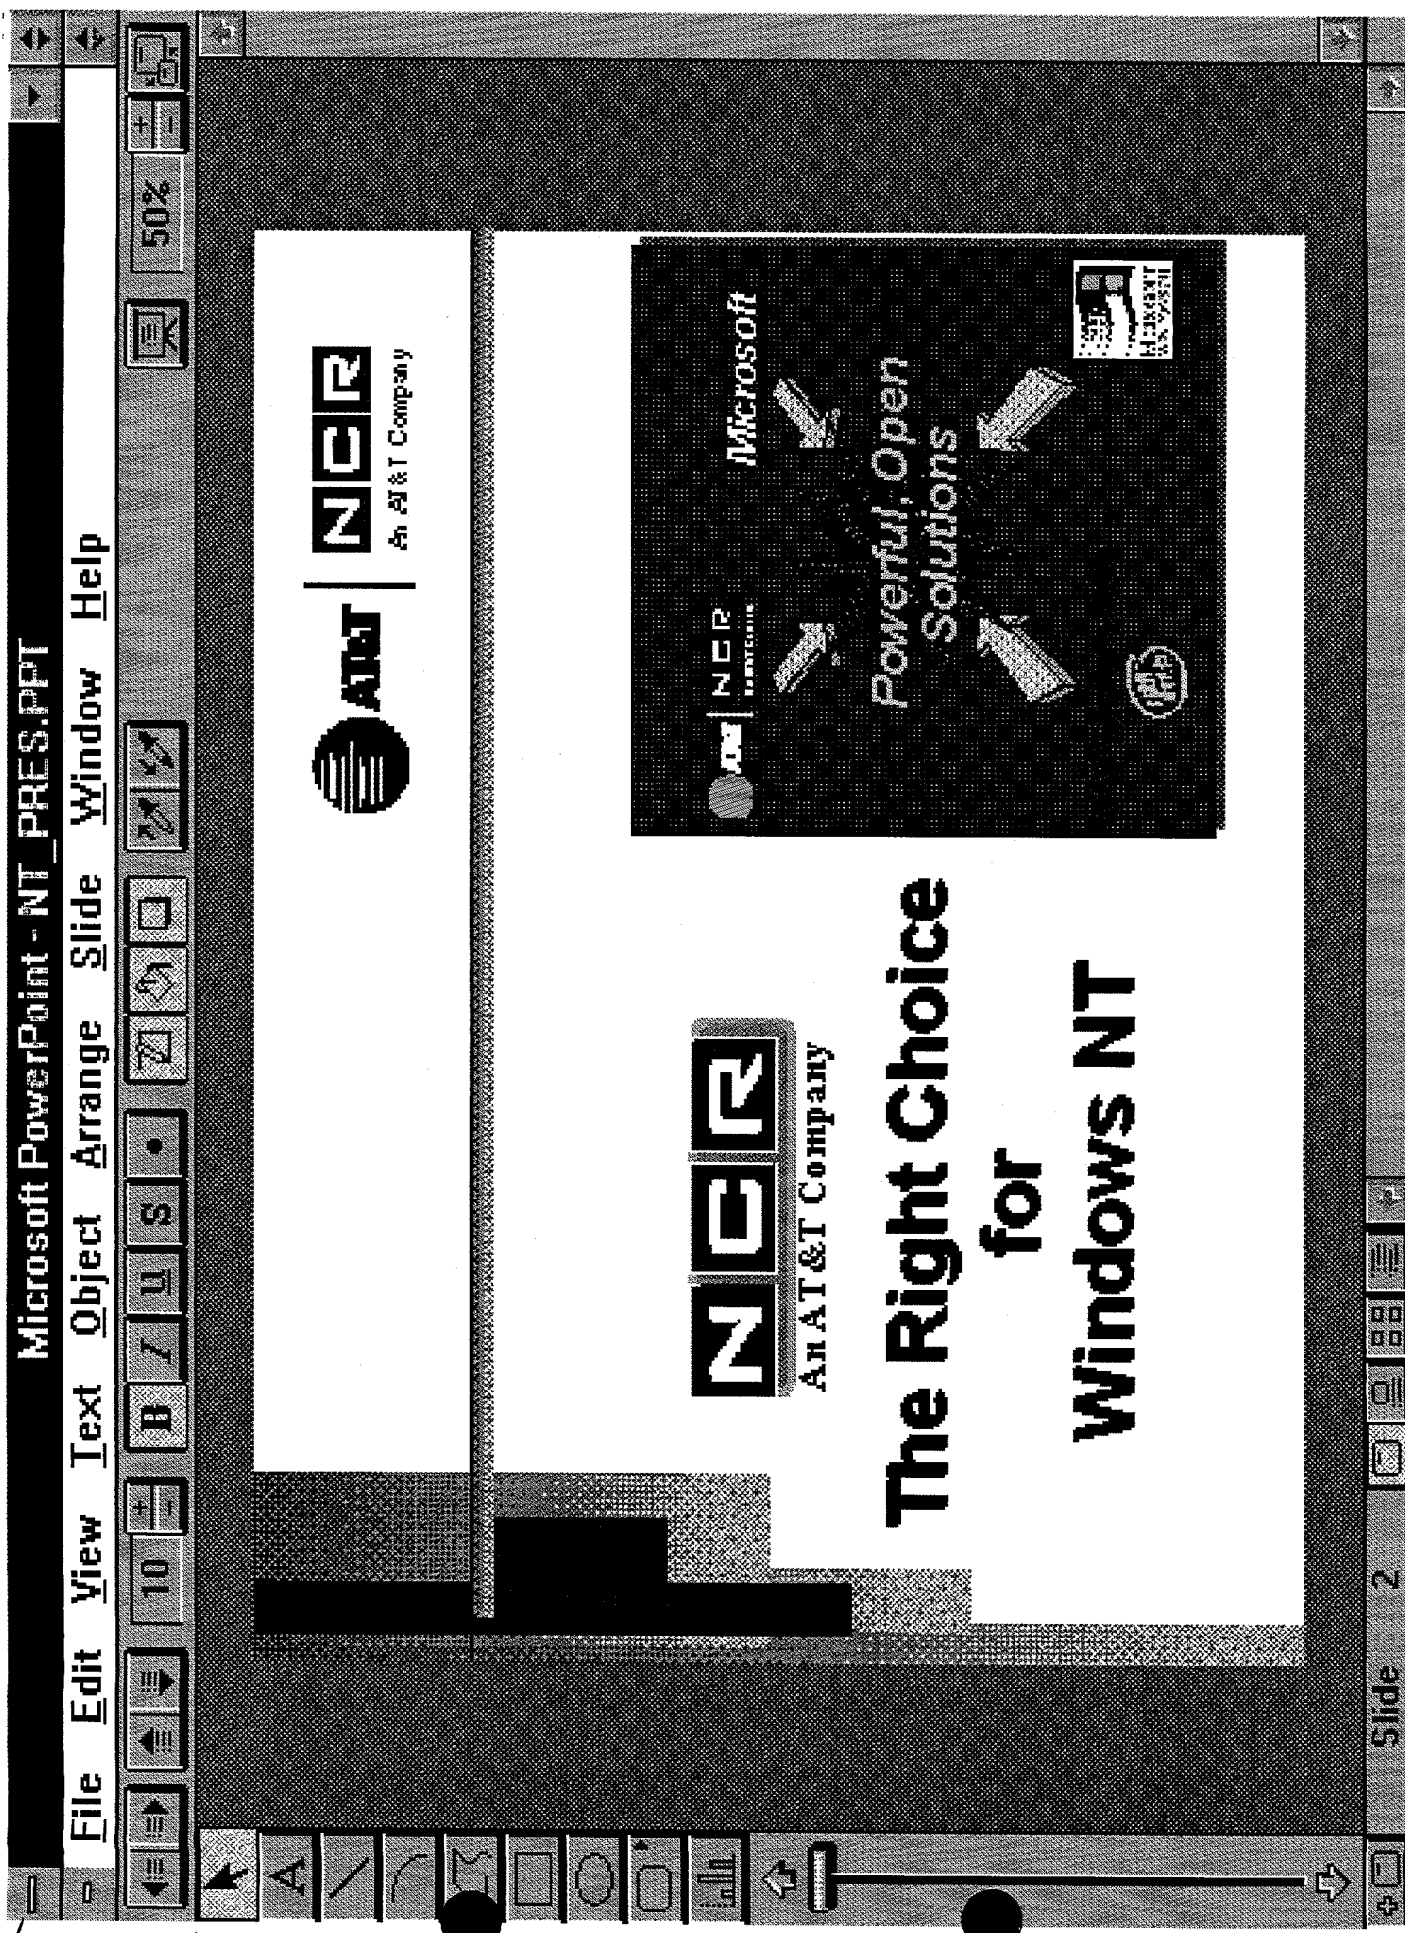 Microsoft PowerPoint - NT_PRES.PPT
File Edit View Text Object Arrange Slide Window Help
10 + - B I U S 50% + -
A
AT&T NCR
An AT&T Company
NCR
An AT&T Company
The Right Choice
for
Windows NT
NCR
Microsoft
Powerful, Open
Solutions
Slide 2